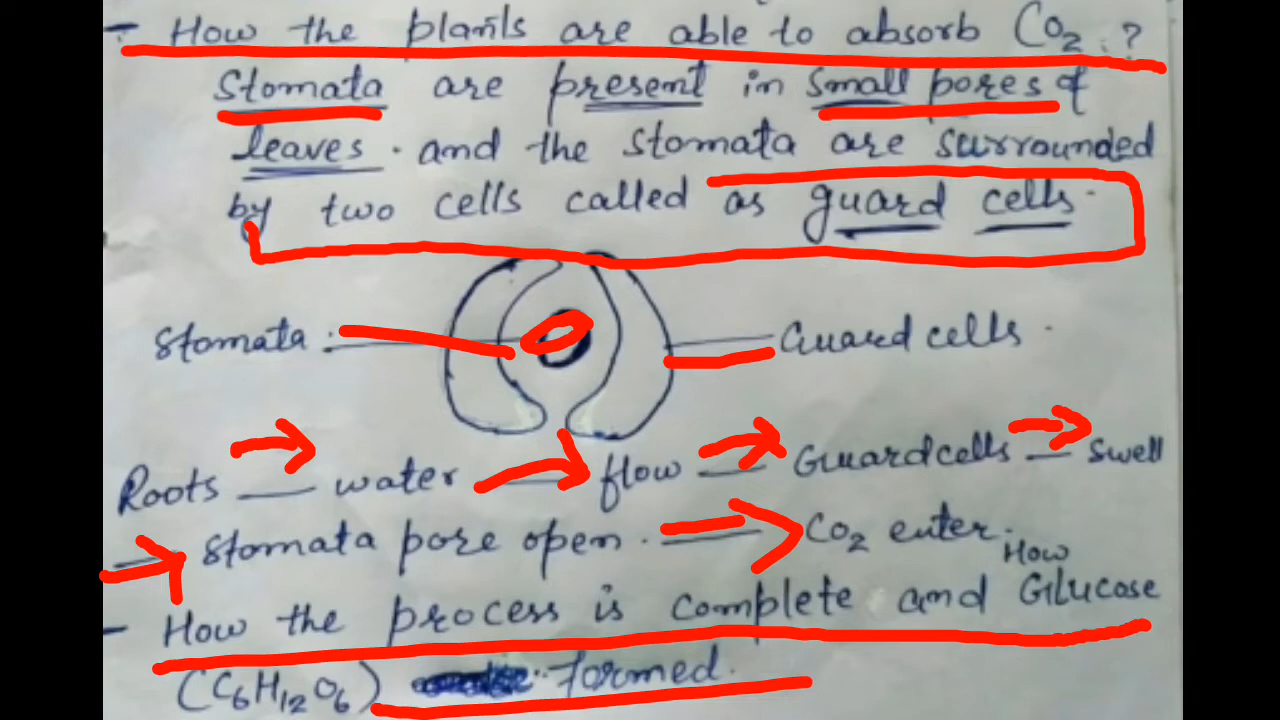 - How the plants are able to absorb CO2 . ?
Stomata are present in small pores of
leaves . and the stomata are surrounded
by two cells called as guard cells .
Stomata . Guard cells .
Roots — water — flow — Guard cells — Swell
— Stomata pore open . — CO2 enter .
How
- How the process is complete and Glucose
(C6H12O6) formed .